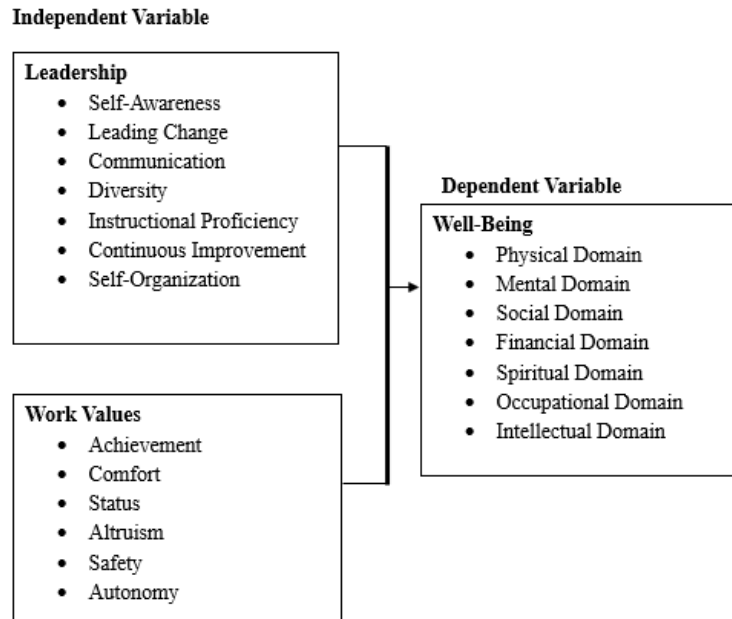 Independent Variable
Leadership
• Self-Awareness
• Leading Change
• Communication
• Diversity
• Instructional Proficiency
• Continuous Improvement
• Self-Organization
Work Values
• Achievement
• Comfort
• Status
• Altruism
• Safety
• Autonomy
Dependent Variable
Well-Being
• Physical Domain
• Mental Domain
• Social Domain
• Financial Domain
• Spiritual Domain
• Occupational Domain
• Intellectual Domain